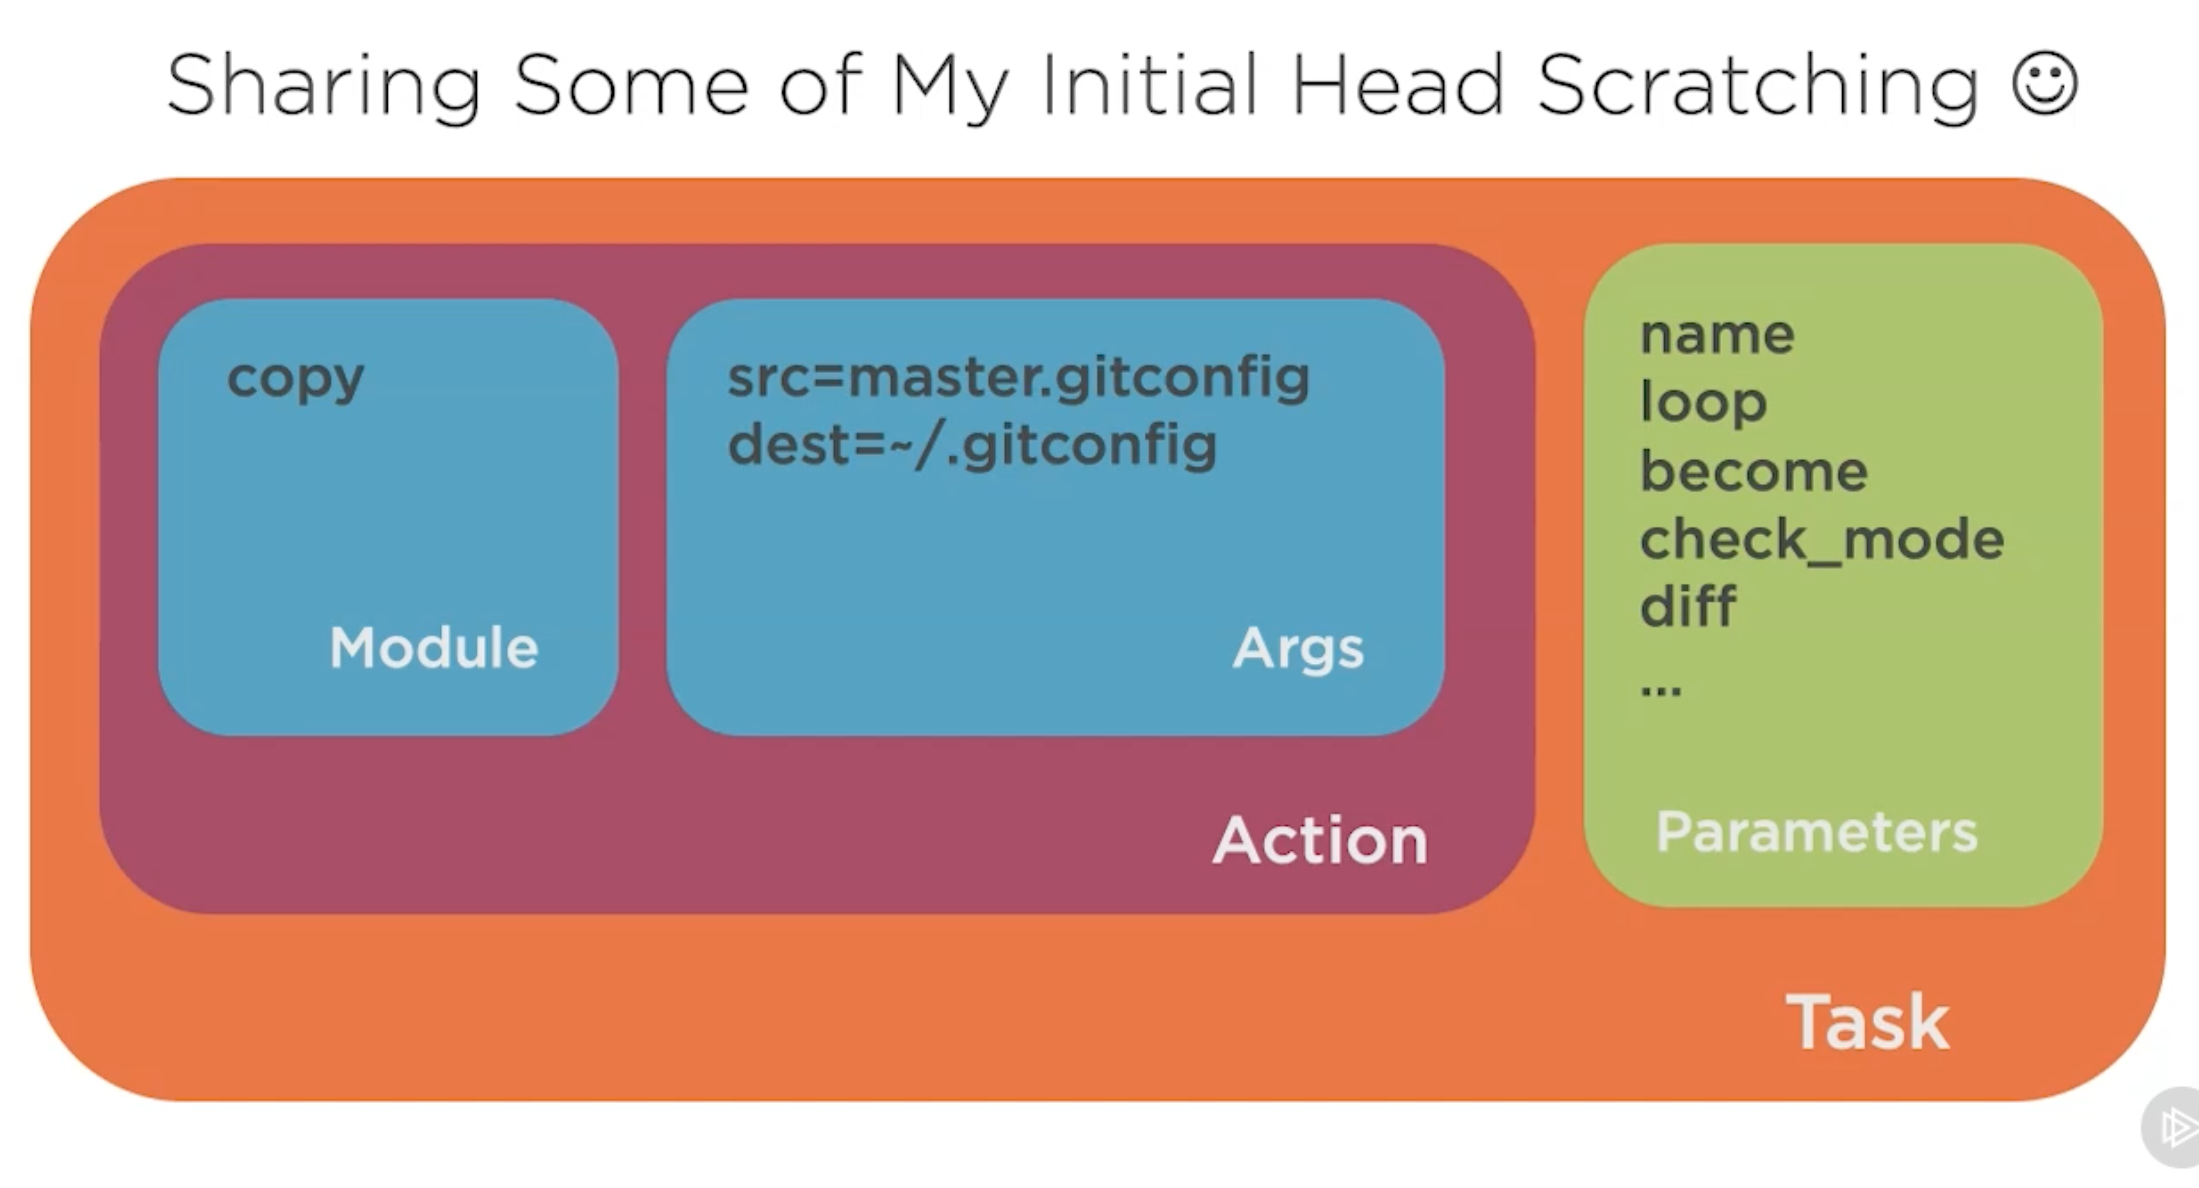 Sharing Some of My Initial Head Scratching ☺
copy
Module
src=master.gitconfig
dest=~/.gitconfig
Args
Action
name
loop
become
check_mode
diff
...
Parameters
Task